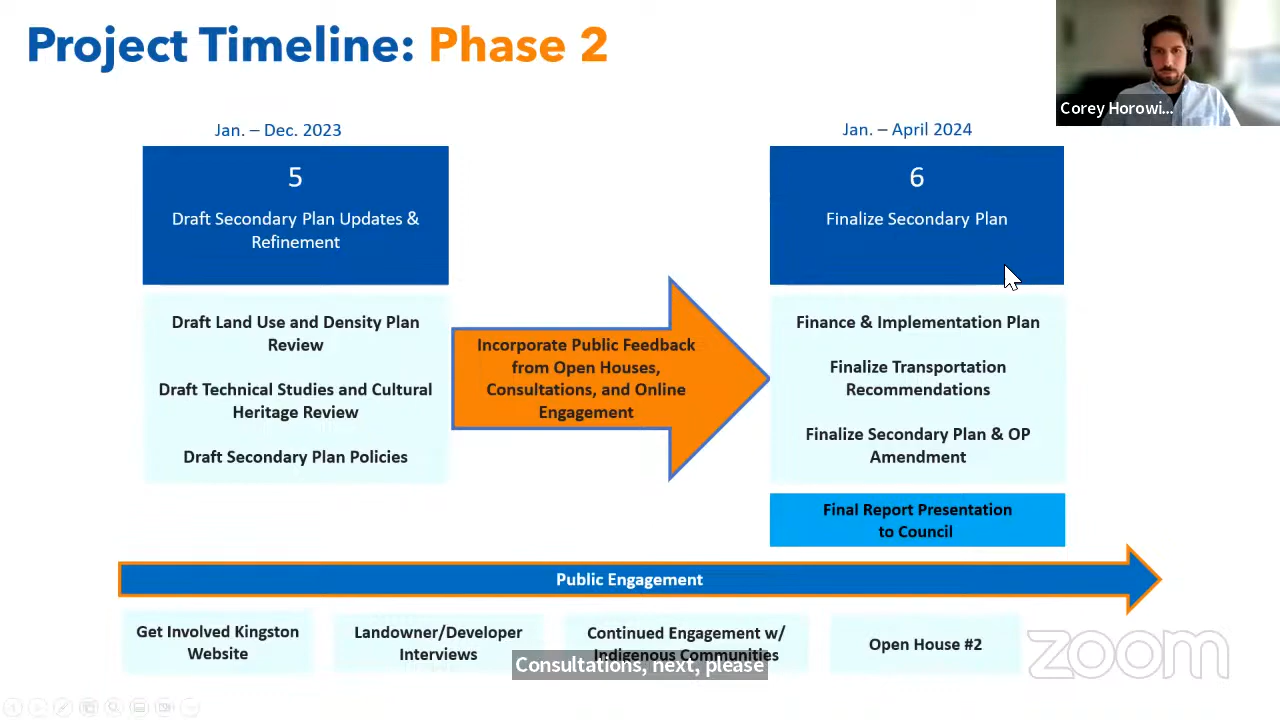 Project Timeline: Phase 2
Corey Horowi...
Jan. – Dec. 2023
5
Draft Secondary Plan Updates &
Refinement
Draft Land Use and Density Plan
Review
Draft Technical Studies and Cultural
Heritage Review
Draft Secondary Plan Policies
Incorporate Public Feedback
from Open Houses,
Consultations, and Online
Engagement
Jan. – April 2024
6
Finalize Secondary Plan
Finance & Implementation Plan
Finalize Transportation
Recommendations
Finalize Secondary Plan & OP
Amendment
Final Report Presentation
to Council
Public Engagement
Get Involved Kingston
Website
Landowner/Developer
Interviews
Continued Engagement w/
Indigenous Communities
Open House #2
Consultations, next, please
zoom